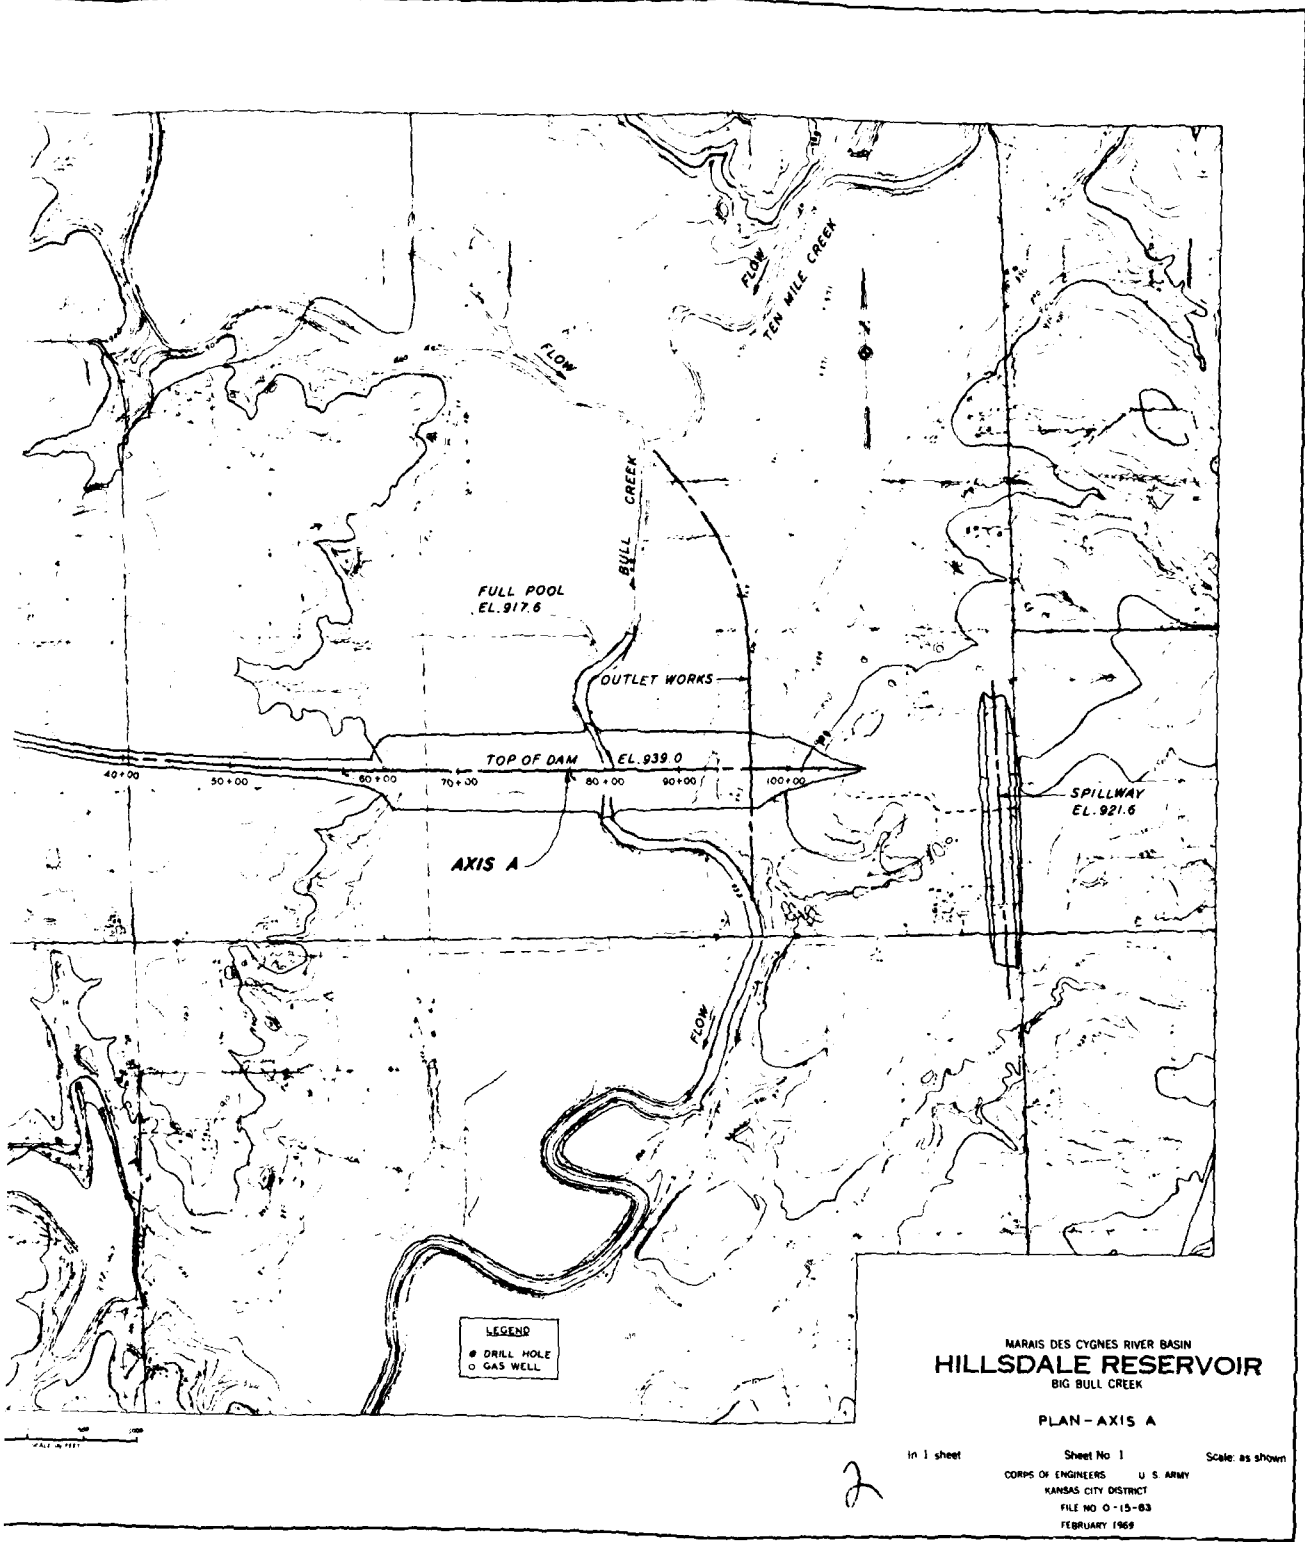 FLOW
TEN MILE CREEK
FLOW
BULL CREEK
FULL POOL
EL. 917.6
OUTLET WORKS
TOP OF DAM EL. 939.0
40+00
50+00
60+00
70+00
80+00
90+00
100+00
SPILLWAY
EL. 921.6
AXIS A
FLOW
LEGEND
DRILL HOLE
GAS WELL
MARAIS DES CYGNES RIVER BASIN
HILLSDALE RESERVOIR
BIG BULL CREEK
PLAN-AXIS A
In 1 sheet Sheet No 1 Scale: as shown
CORPS OF ENGINEERS U S ARMY
KANSAS CITY DISTRICT
FILE NO O-15-83
FEBRUARY 1969
SCALE IN FEET
2